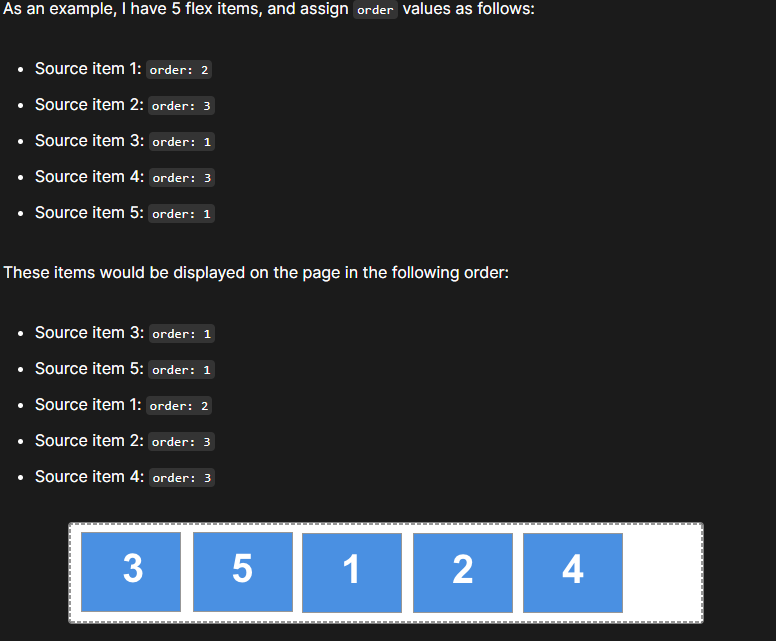 As an example, I have 5 flex items, and assign order values as follows:
• Source item 1: order: 2
• Source item 2: order: 3
• Source item 3: order: 1
• Source item 4: order: 3
• Source item 5: order: 1
These items would be displayed on the page in the following order:
• Source item 3: order: 1
• Source item 5: order: 1
• Source item 1: order: 2
• Source item 2: order: 3
• Source item 4: order: 3
3 5 1 2 4